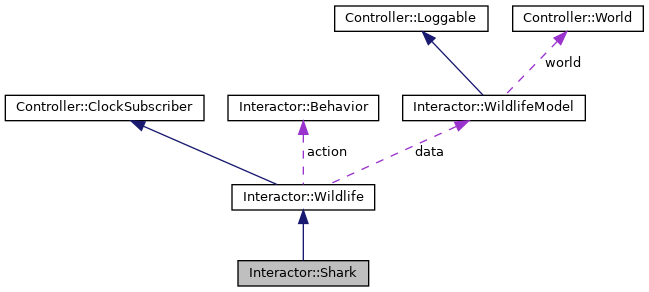 Controller::Loggable
Controller::World
world
Controller::ClockSubscriber
Interactor::Behavior
Interactor::WildlifeModel
action
data
Interactor::Wildlife
Interactor::Shark